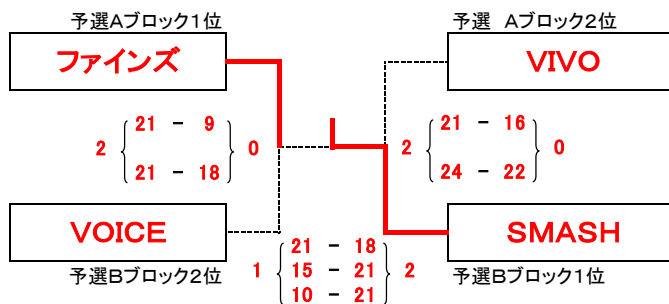 予選Aブロック1位
予選 Aブロック2位
ファインズ
VIVO
2 21 - 9 0
21 - 18
2 21 - 16 0
24 - 22
VOICE
SMASH
予選Bブロック2位
予選Bブロック1位
21 - 18
1 15 - 21 2
10 - 21